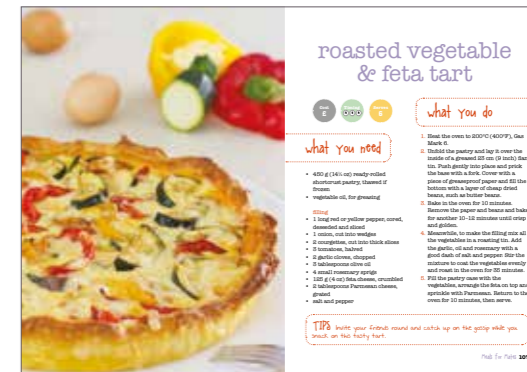 roasted vegetable
& feta tart
Cost
£
Serves
6
what you need
• 450 g (14½ oz) ready-rolled
shortcrust pastry, thawed if
frozen
• vegetable oil, for greasing
filling
• 1 long red or yellow pepper, cored,
deseeded and sliced
• 1 onion, cut into wedges
• 2 courgettes, cut into thick slices
• 3 tomatoes, halved
• 2 garlic cloves, chopped
• 3 tablespoons olive oil
• 4 small rosemary sprigs
• 125 g (4 oz) feta cheese, crumbled
• 2 tablespoons Parmesan cheese,
grated
• salt and pepper
what you do
1. Heat the oven to 200°C (400°F), Gas
Mark 6.
2. Unfold the pastry and lay it over the
inside of a greased 23 cm (9 inch) flan
tin. Push gently into place and prick
the base with a fork. Cover with a
piece of greaseproof paper and fill the
bottom with a layer of cheap dried
beans, such as butter beans.
3. Bake in the oven for 10 minutes.
Remove the paper and beans and bake
for another 10–12 minutes until crisp
and golden.
4. Meanwhile, to make the filling mix all
the vegetables in a roasting tin. Add
the garlic, oil and rosemary with a
good dash of salt and pepper. Stir the
mixture to coat the vegetables evenly
and roast in the oven for 35 minutes.
5. Fill the pastry case with the
vegetables, arrange the feta on top and
sprinkle with Parmesan. Return to the
oven for 10 minutes, then serve.
TIPS Invite your friends round and catch up on the gossip while you
snack on this tasty tart.
Meals for Mates